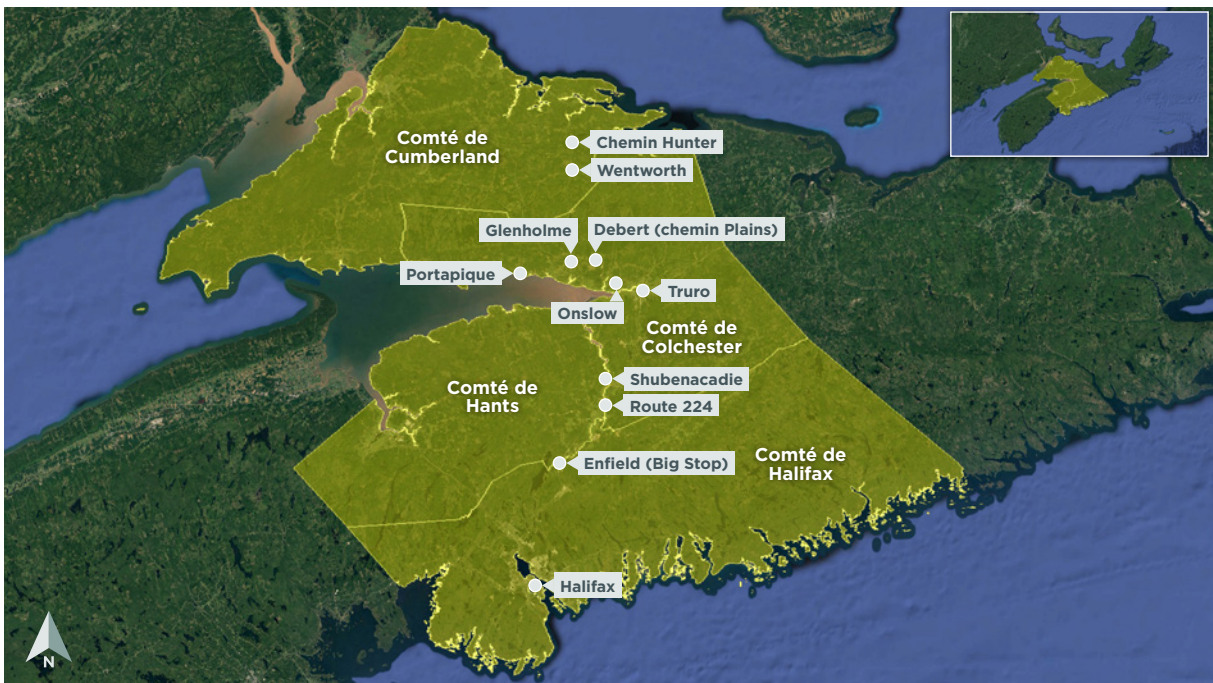 Comté de
Cumberland
Chemin Hunter
Wentworth
Glenholme
Debert (chemin Plains)
Portapique
Truro
Onslow
Comté de
Colchester
Shubenacadie
Comté de
Hants
Route 224
Enfield (Big Stop)
Comté de
Halifax
Halifax
N